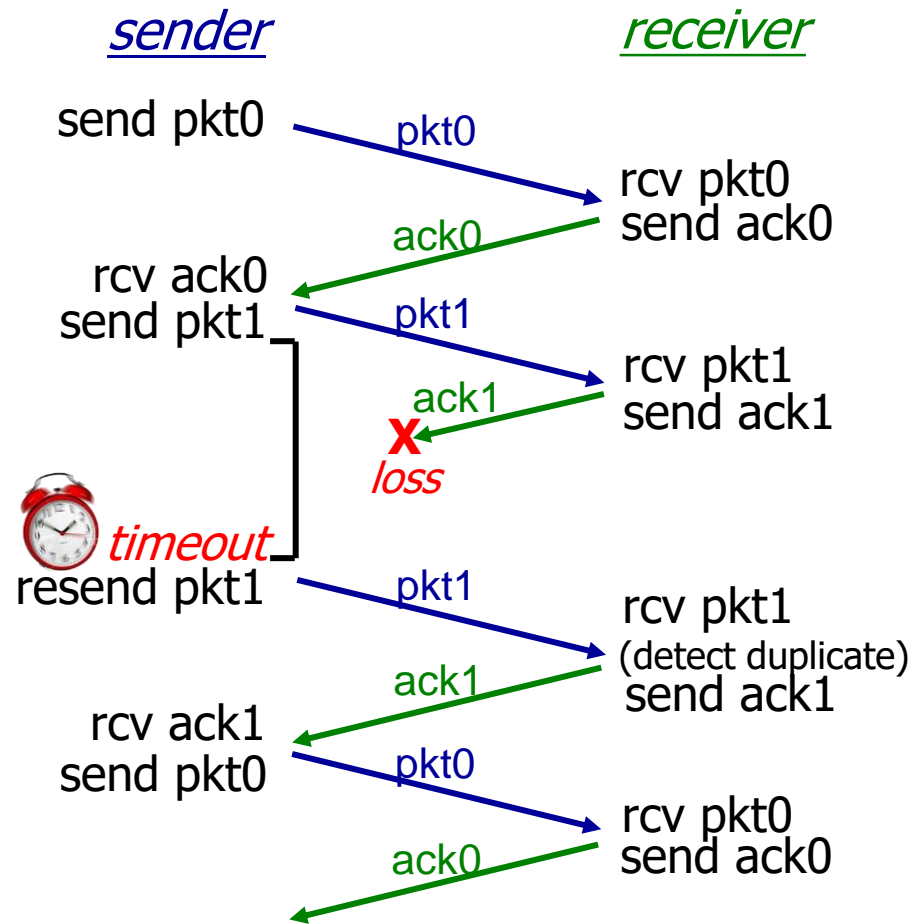 sender
receiver
send pkt0
pkt0
rcv pkt0
send ack0
ack0
rcv ack0
send pkt1
pkt1
rcv pkt1
send ack1
ack1
X
loss
timeout
resend pkt1
pkt1
rcv pkt1
(detect duplicate)
send ack1
ack1
rcv ack1
send pkt0
pkt0
rcv pkt0
send ack0
ack0